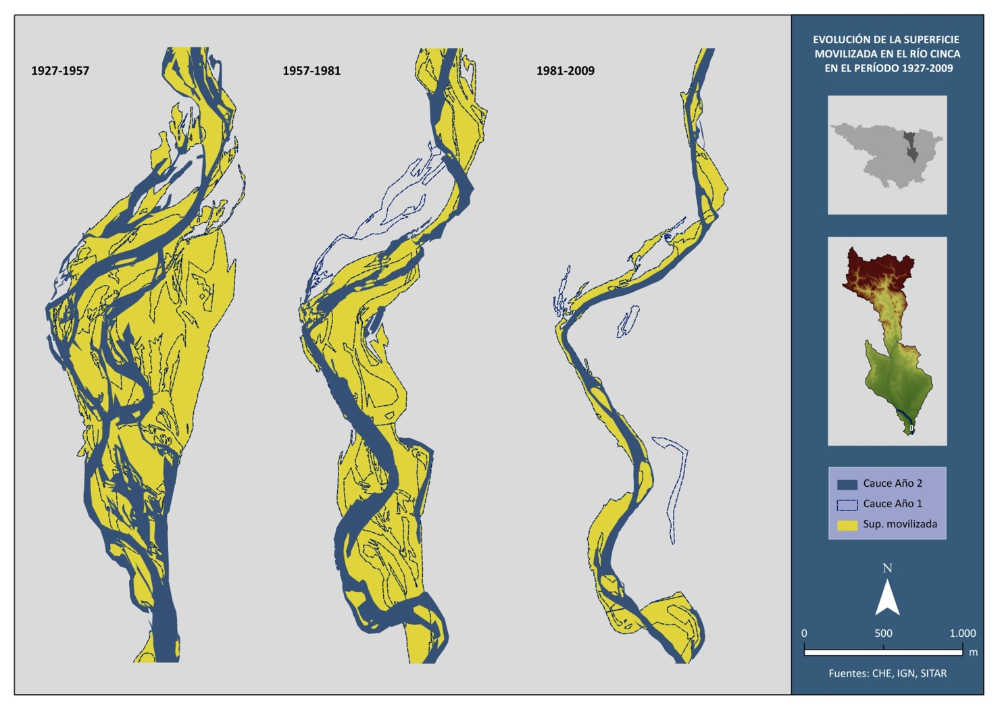 1927-1957
1957-1981
1981-2009
EVOLUCIÓN DE LA SUPERFICIE
MOVILIZADA EN EL RÍO CINCA
EN EL PERÍODO 1927-2009
Cauce Año 2
Cauce Año 1
Sup. movilizada
N
0 500 1.000
m
Fuentes: CHE, IGN, SITAR